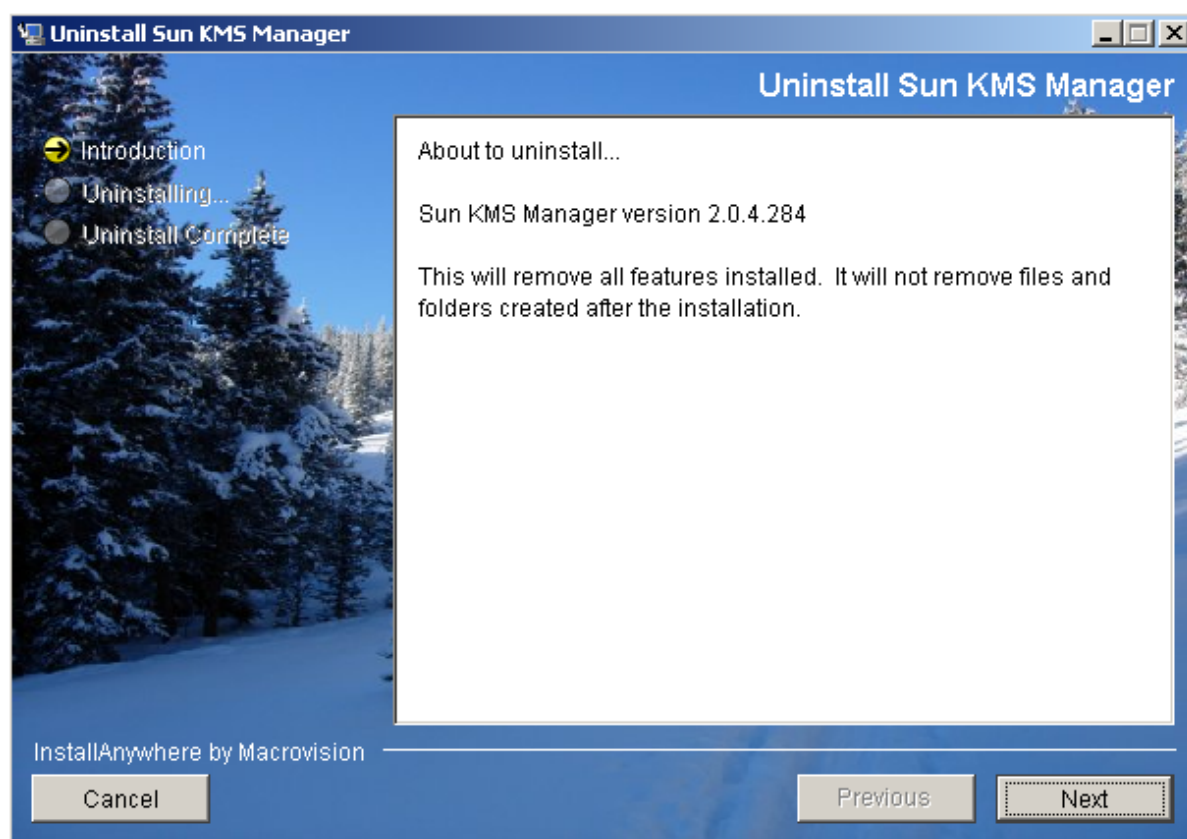 Uninstall Sun KMS Manager
Uninstall Sun KMS Manager
Introduction
Uninstalling...
Uninstall Complete
About to uninstall...
Sun KMS Manager version 2.0.4.284
This will remove all features installed.  It will not remove files and
folders created after the installation.
InstallAnywhere by Macrovision
Cancel
Previous
Next